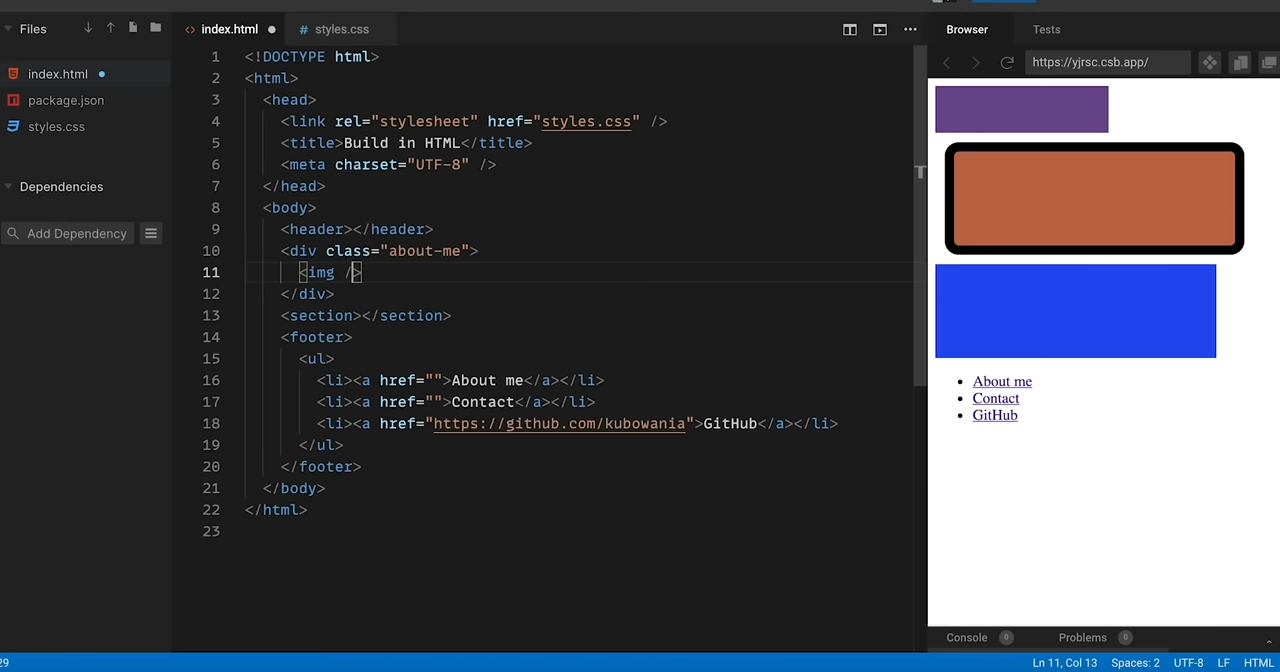 Files
index.html
package.json
styles.css
Dependencies
Add Dependency
<> index.html
# styles.css
1 <!DOCTYPE html>
2 <html>
3 <head>
4 <link rel="stylesheet" href="styles.css" />
5 <title>Build in HTML</title>
6 <meta charset="UTF-8" />
7 </head>
8 <body>
9 <header></header>
10 <div class="about-me">
11 <img />
12 </div>
13 <section></section>
14 <footer>
15 <ul>
16 <li><a href="">About me</a></li>
17 <li><a href="">Contact</a></li>
18 <li><a href="https://github.com/kubowania">GitHub</a></li>
19 </ul>
20 </footer>
21 </body>
22 </html>
23
Browser Tests
https://yjrsc.csb.app/
About me
Contact
GitHub
Console 0 Problems 0
29 Ln 11, Col 13 Spaces: 2 UTF-8 LF HTML